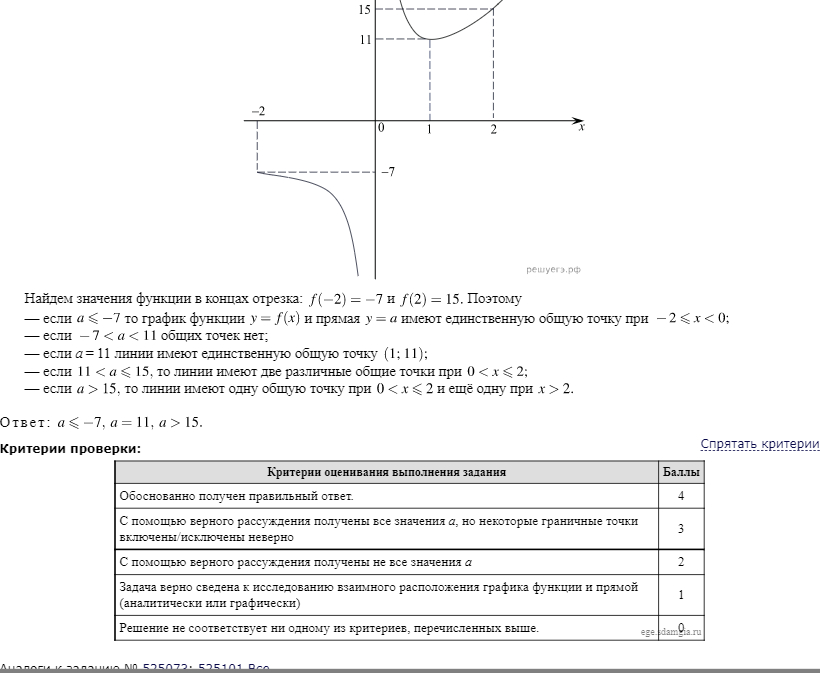 15
11
−2
0
1
2
x
−7
решуегэ.рф
Найдем значения функции в концах отрезка: f(−2) = −7 и f(2) = 15. Поэтому
— если a ⩽ −7 то график функции y = f(x) и прямая y = a имеют единственную общую точку при −2 ⩽ x < 0;
— если −7 < a < 11 общих точек нет;
— если a = 11 линии имеют единственную общую точку (1; 11);
— если 11 < a ⩽ 15, то линии имеют две различные общие точки при 0 < x ⩽ 2;
— если a > 15, то линии имеют одну общую точку при 0 < x ⩽ 2 и ещё одну при x > 2.
Ответ: a ⩽ −7, a = 11, a > 15.
Спрятать критерии
Критерии проверки:
Критерии оценивания выполнения задания Баллы
Обоснованно получен правильный ответ. 4
С помощью верного рассуждения получены все значения a, но некоторые граничные точки
включены/исключены неверно 3
С помощью верного рассуждения получены не все значения a 2
Задача верно сведена к исследованию взаимного расположения графика функции и прямой
(аналитически или графически) 1
Решение не соответствует ни одному из критериев, перечисленных выше. 0
ege.sdamgia.ru
Аналоги к заданию № 525073: 525101 Все